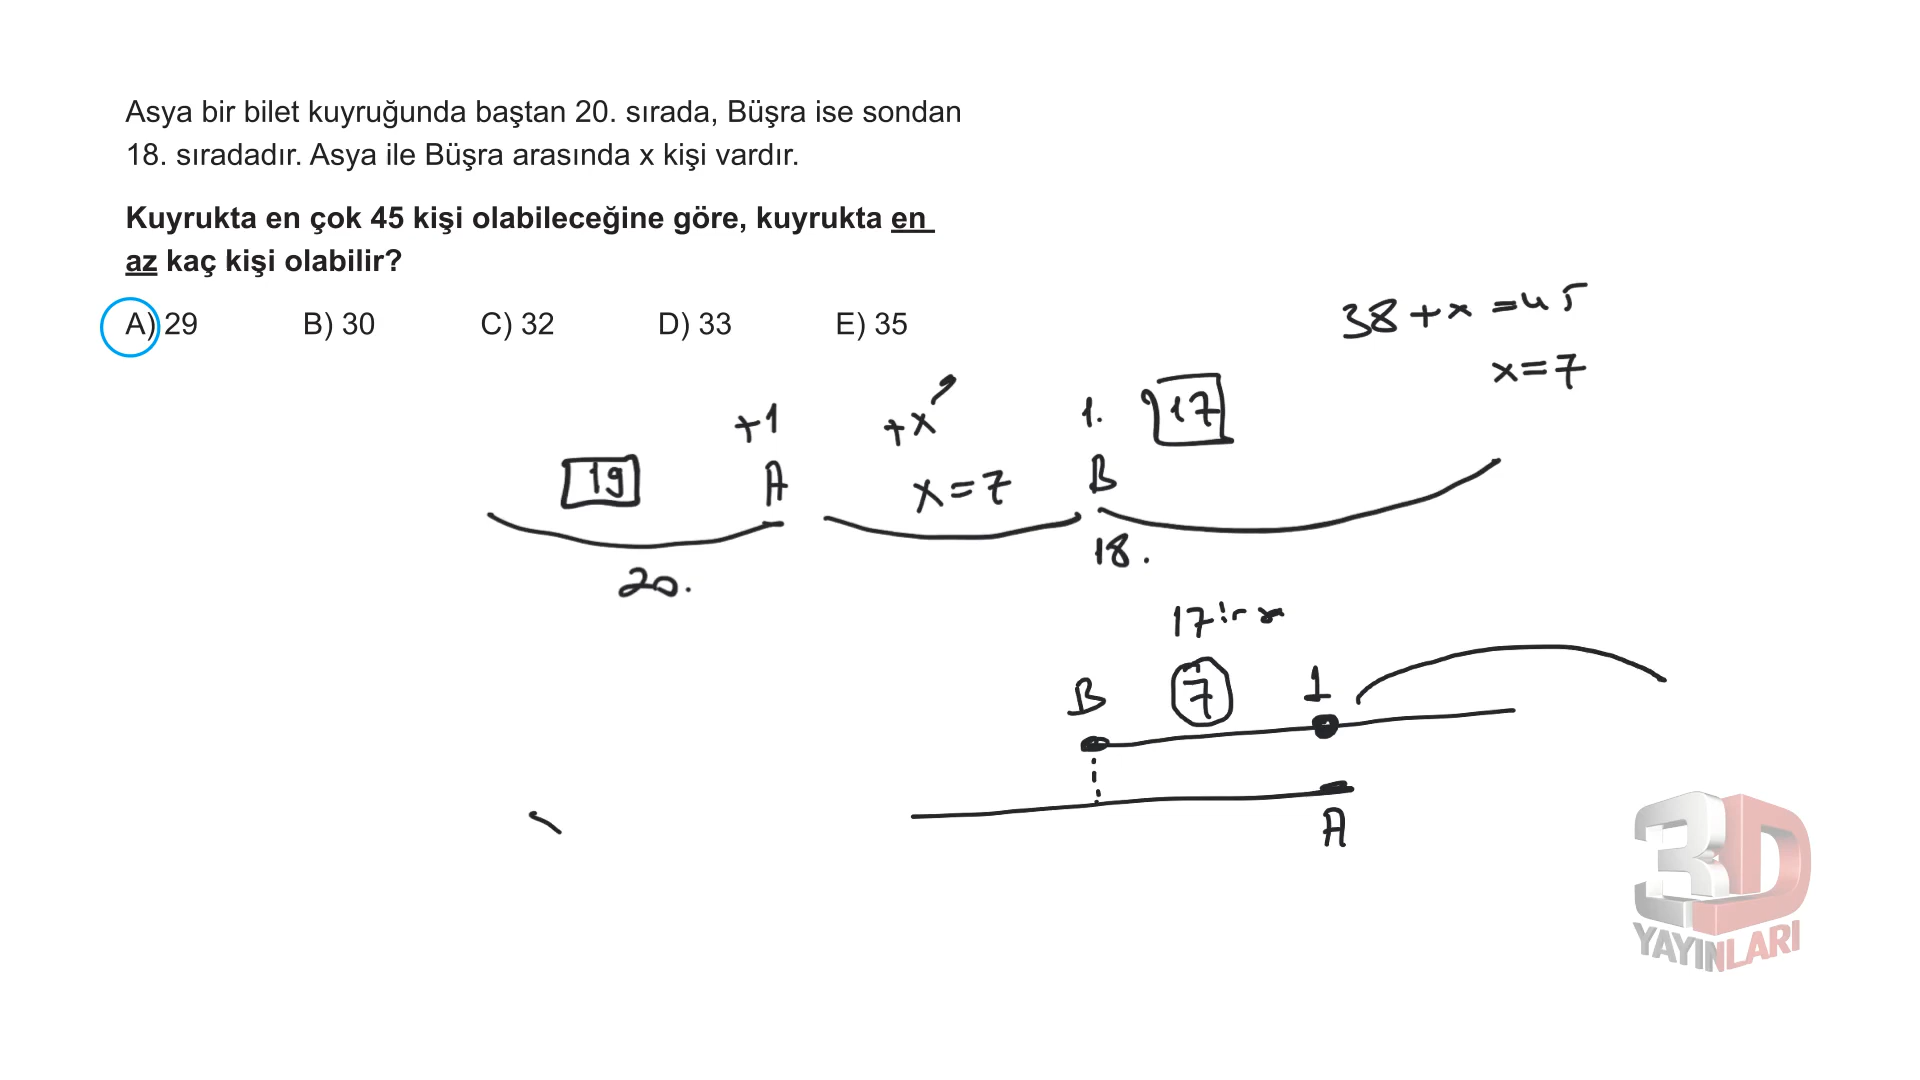 Asya bir bilet kuyruğunda baştan 20. sırada, Büşra ise sondan
18. sıradadır. Asya ile Büşra arasında x kişi vardır.
Kuyrukta en çok 45 kişi olabileceğine göre, kuyrukta en
az kaç kişi olabilir?
A) 29 B) 30 C) 32 D) 33 E) 35
38+x=45
x=7
+1 +x 1. 17
19 A x=7 B
20. 18.
17
B 7 1
A
3D
YAYINLARI